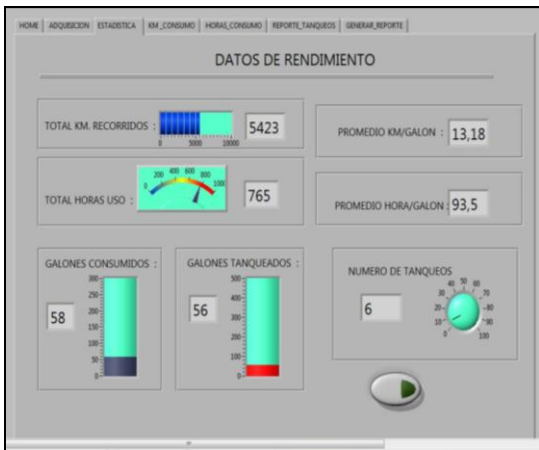 HOME ADQUISICION ESTADISTICA KM_CONSUMO HORAS_CONSUMO REPORTE_TANQUEOS GENERAR_REPORTE
DATOS DE RENDIMIENTO
TOTAL KM. RECORRIDOS :
0 5000 10000
5423
PROMEDIO KM/GALON :
13,18
TOTAL HORAS USO :
0 200 400 600 800 1000
765
PROMEDIO HORA/GALON :
93,5
GALONES CONSUMIDOS :
58
300
250
200
150
100
50
0
GALONES TANQUEADOS :
56
500
400
300
200
100
0
NUMERO DE TANQUEOS
6
0 10 20 30 40 50 60 70 80 90 100